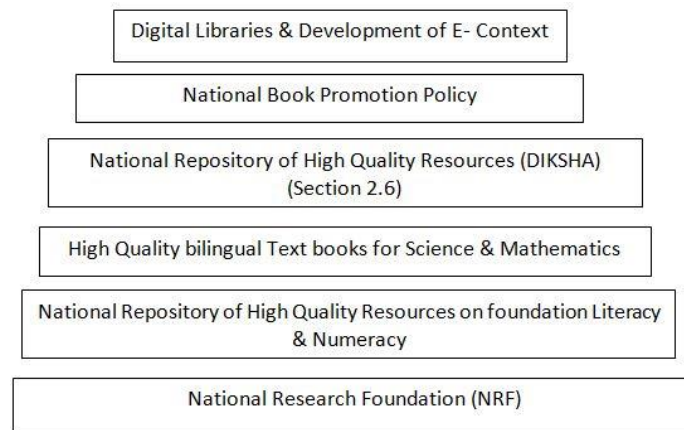 Digital Libraries & Development of E- Context
National Book Promotion Policy
National Repository of High Quality Resources (DIKSHA)
(Section 2.6)
High Quality bilingual Text books for Science & Mathematics
National Repository of High Quality Resources on foundation Literacy
& Numeracy
National Research Foundation (NRF)